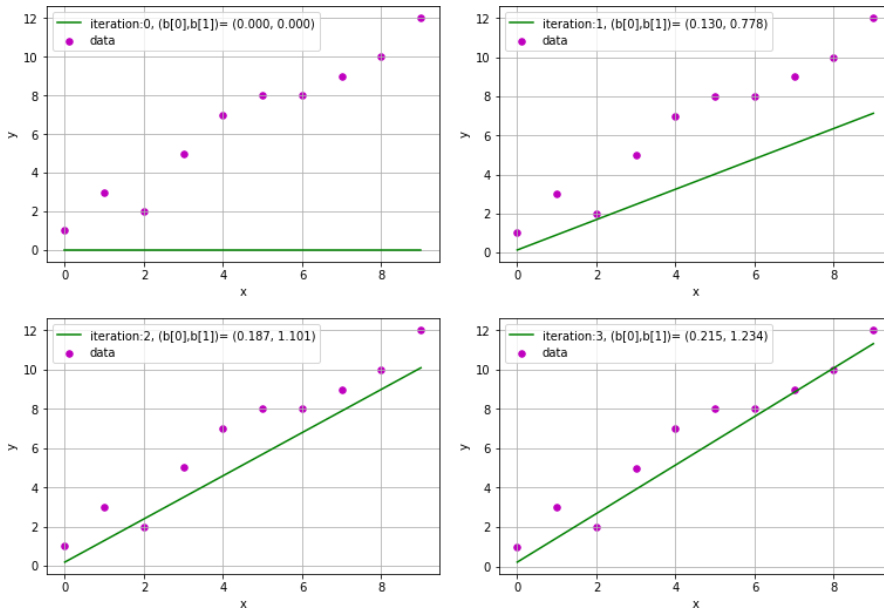 iteration:0, (b[0],b[1])= (0.000, 0.000)
data
12
10
8
6
4
2
0
y
0 2 4 6 8
x
iteration:1, (b[0],b[1])= (0.130, 0.778)
data
12
10
8
6
4
2
0
y
0 2 4 6 8
x
iteration:2, (b[0],b[1])= (0.187, 1.101)
data
12
10
8
6
4
2
0
y
0 2 4 6 8
x
iteration:3, (b[0],b[1])= (0.215, 1.234)
data
12
10
8
6
4
2
0
y
0 2 4 6 8
x